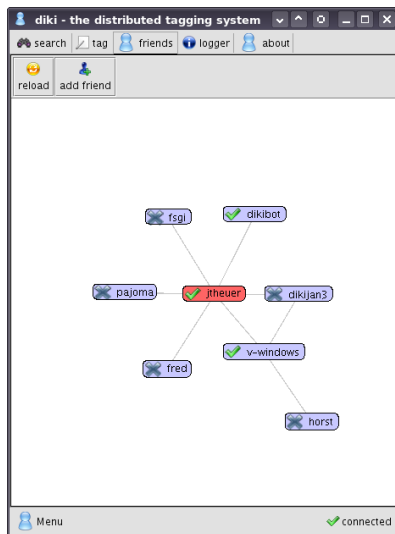 diki - the distributed tagging system
search tag friends logger about
reload add friend
fsgi dikibot
pajoma jtheuer dikijan3
v-windows
fred
horst
Menu connected